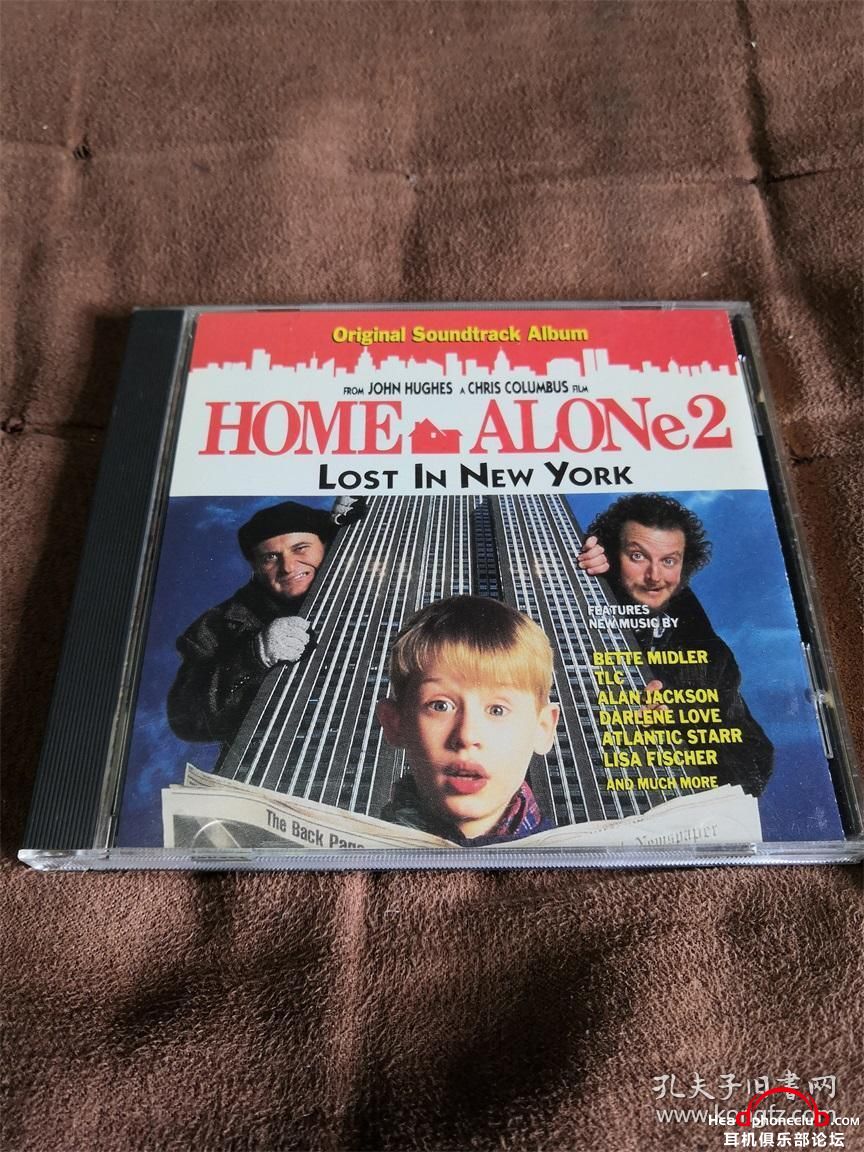 Original Soundtrack Album
FROM JOHN HUGHES A CHRIS COLUMBUS FILM
HOME ALONe2
LOST IN NEW YORK
FEATURES
NEW MUSIC BY
BETTE MIDLER
TLC
ALAN JACKSON
DARLENE LOVE
ATLANTIC STARR
LISA FISCHER
AND MUCH MORE
The Back Page
Newspaper
孔夫子旧书网
耳机俱乐部论坛